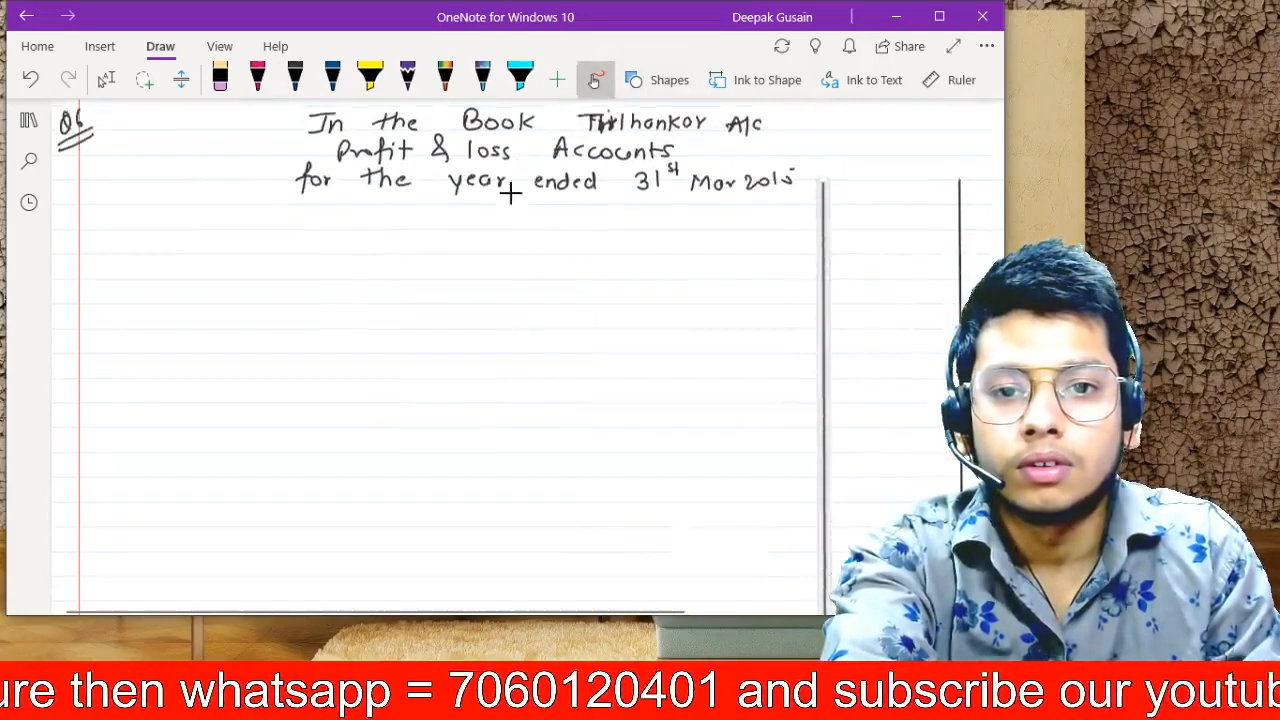 OneNote for Windows 10
Deepak Gusain
Home Insert Draw View Help
Share
Shapes Ink to Shape Ink to Text Ruler
Q6
In the Book Tirlhankar A/c
Profit & loss Accounts
for the year ended 31st Mar 2015
ure then whatsapp = 7060120401 and subscribe our youtub